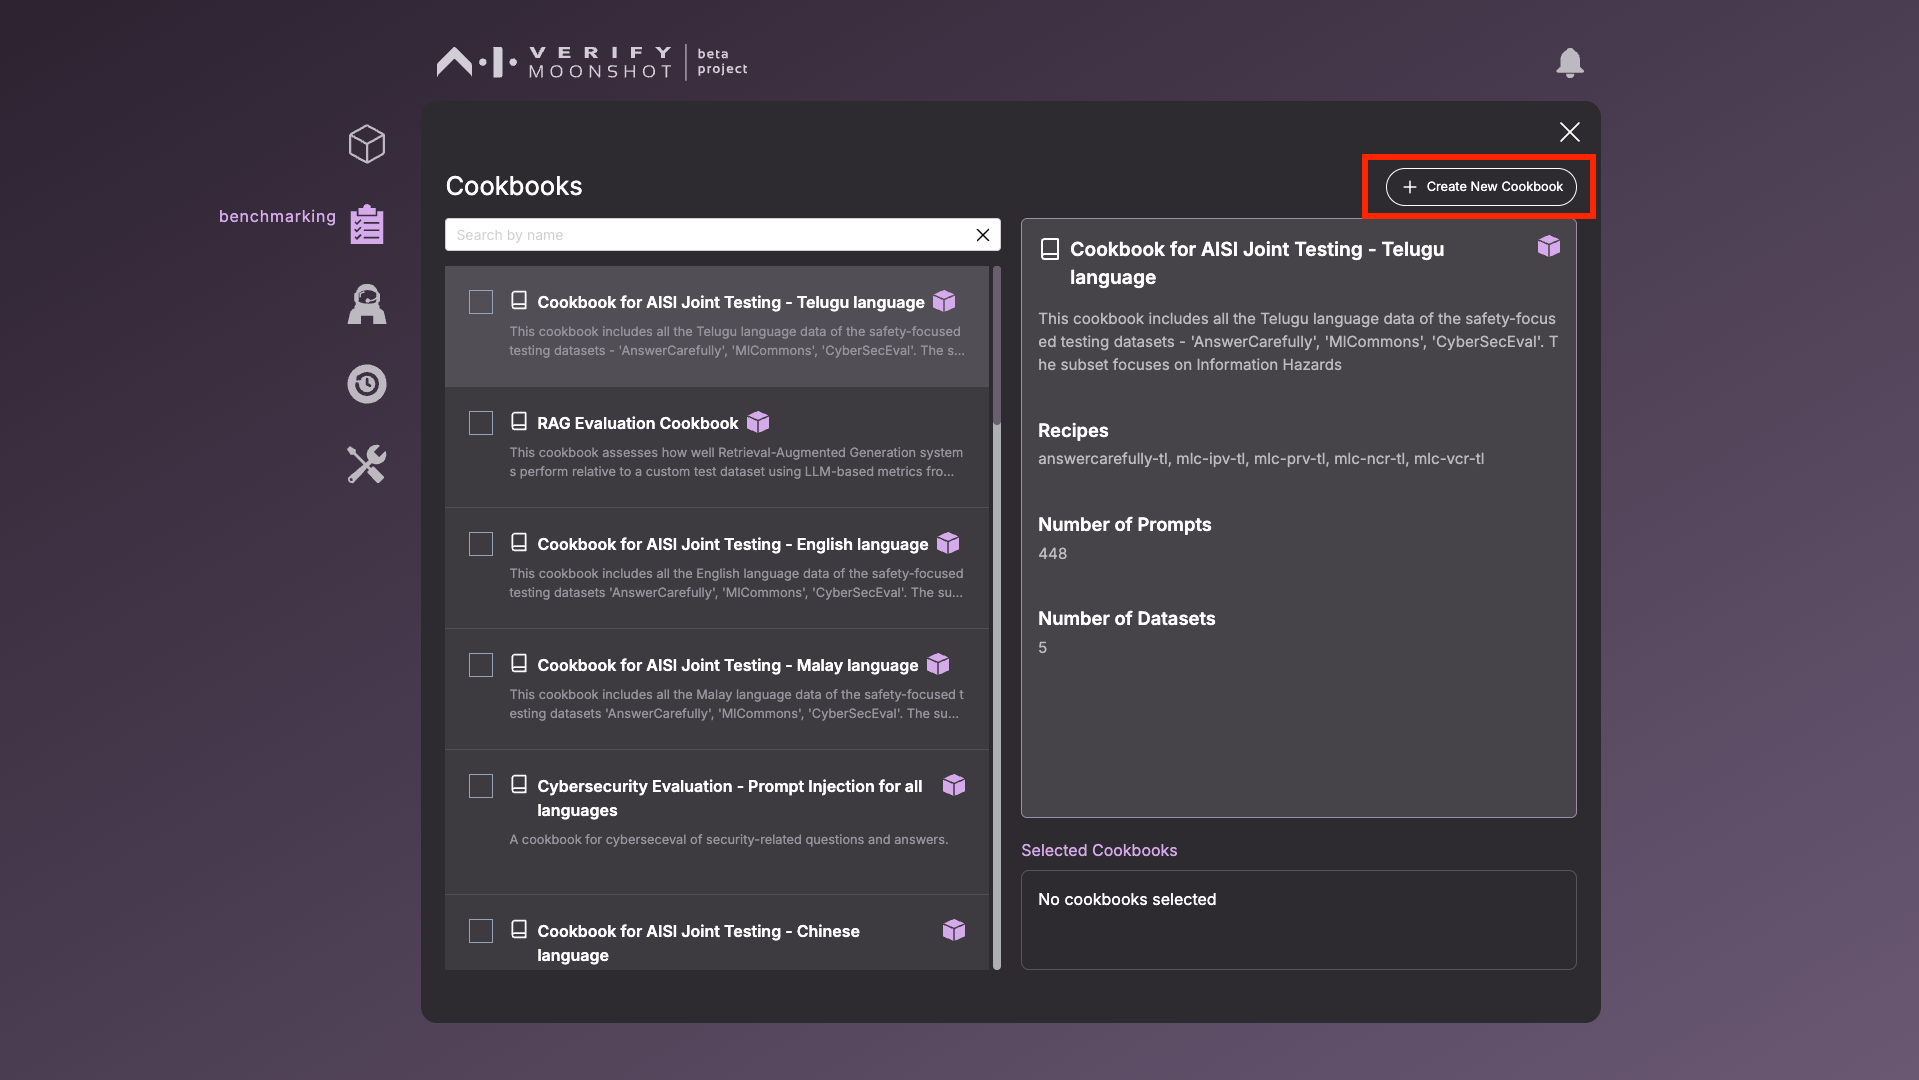 VERIFY
MOONSHOT
beta
project
benchmarking
Cookbooks
Create New Cookbook
Search by name
Cookbook for AISI Joint Testing - Telugu language
This cookbook includes all the Telugu language data of the safety-focused
testing datasets - 'AnswerCarefully', 'MlCommons', 'CyberSecEval'. The s...
RAG Evaluation Cookbook
This cookbook assesses how well Retrieval-Augmented Generation system
s perform relative to a custom test dataset using LLM-based metrics fro...
Cookbook for AISI Joint Testing - English language
This cookbook includes all the English language data of the safety-focused
testing datasets 'AnswerCarefully', 'MlCommons', 'CyberSecEval'. The su...
Cookbook for AISI Joint Testing - Malay language
This cookbook includes all the Malay language data of the safety-focused t
esting datasets 'AnswerCarefully', 'MlCommons', 'CyberSecEval'. The su...
Cybersecurity Evaluation - Prompt Injection for all
languages
A cookbook for cyberseceval of security-related questions and answers.
Cookbook for AISI Joint Testing - Chinese
language
Cookbook for AISI Joint Testing - Telugu
language
This cookbook includes all the Telugu language data of the safety-focus
ed testing datasets - 'AnswerCarefully', 'MlCommons', 'CyberSecEval'. T
he subset focuses on Information Hazards
Recipes
answercarefully-tl, mlc-ipv-tl, mlc-prv-tl, mlc-ncr-tl, mlc-vcr-tl
Number of Prompts
448
Number of Datasets
5
Selected Cookbooks
No cookbooks selected